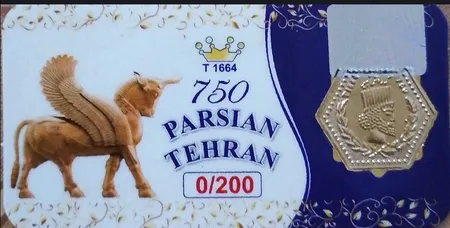 T 1664
750
PARSIAN
TEHRAN
0/200